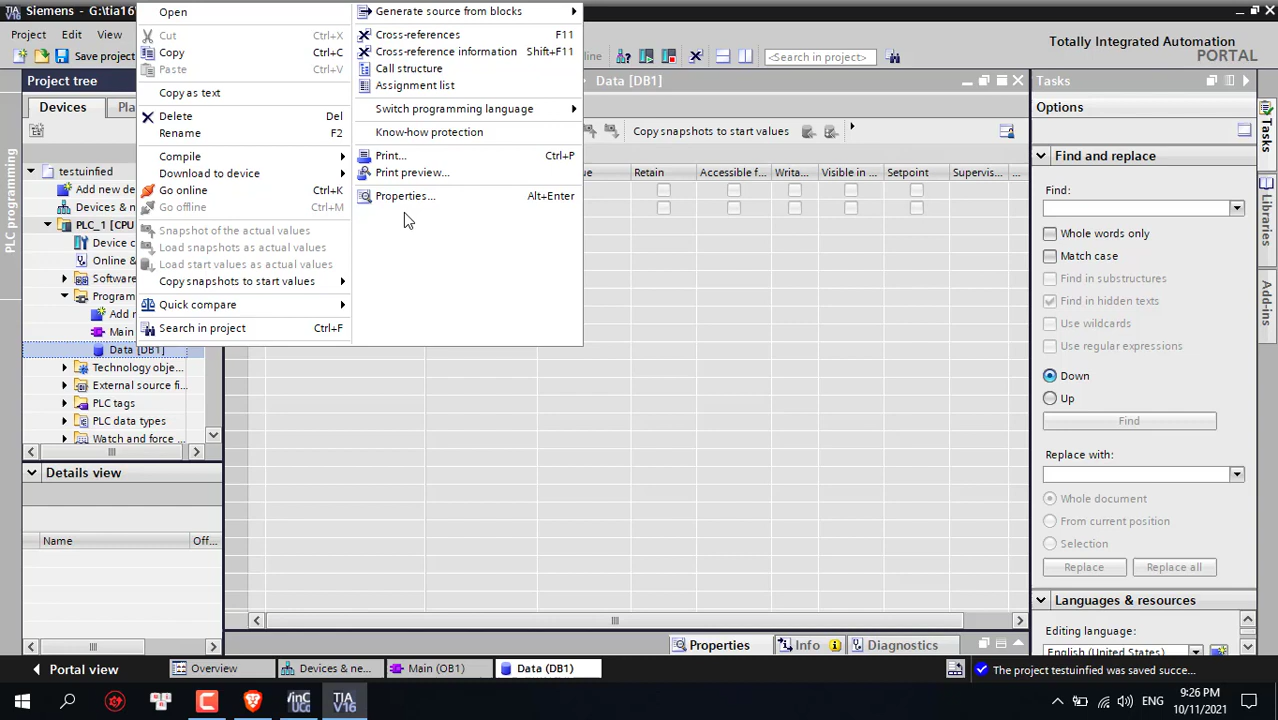 Siemens - G:\tia16\
Project Edit
Save project
Totally Integrated Automation
PORTAL
<Search in project>
Project tree
Data [DB1]
Tasks
Devices
Options
Copy snapshots to start values
Retain
Accessible f...
Writa...
Visible in ...
Setpoint
Supervis...
...
Find and replace
Find:
Whole words only
Match case
Find in substructures
Find in hidden texts
Use wildcards
Use regular expressions
Down
Up
Find
Replace with:
Whole document
From current position
Selection
Replace
Replace all
Languages & resources
Editing language:
English (United States)
Tasks
Libraries
Add-ins
PLC programming
testuinfied
Add new de
Devices & n
PLC_1 [CPU
Device c
Online &
Software
Program
Add n
Main
Data [DB1]
Technology obje...
External source fi...
PLC tags
PLC data types
Watch and force ...
Details view
Name
Off...
Open
Cut Ctrl+X
Copy Ctrl+C
Paste Ctrl+V
Copy as text
Delete Del
Rename F2
Compile
Download to device
Go online Ctrl+K
Go offline Ctrl+M
Snapshot of the actual values
Load snapshots as actual values
Load start values as actual values
Copy snapshots to start values
Quick compare
Search in project Ctrl+F
Generate source from blocks
Cross-references F11
Cross-reference information Shift+F11
Call structure
Assignment list
Switch programming language
Know-how protection
Print... Ctrl+P
Print preview...
Properties... Alt+Enter
Properties
Info
Diagnostics
Portal view
Overview
Devices & ne...
Main (OB1)
Data (DB1)
The project testuinfied was saved succe...
TIA
V16
ENG
9:26 PM
10/11/2021